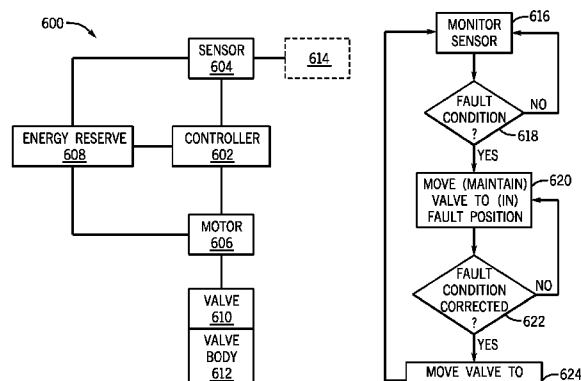 600
SENSOR
604
614
ENERGY RESERVE
608
CONTROLLER
602
MOTOR
606
VALVE
610
VALVE
BODY
612
MONITOR
SENSOR
616
FAULT
CONDITION
?
NO
618
YES
MOVE (MAINTAIN)
VALVE TO (IN)
FAULT POSITION
620
FAULT
CONDITION
CORRECTED
?
NO
622
YES
MOVE VALVE TO
624